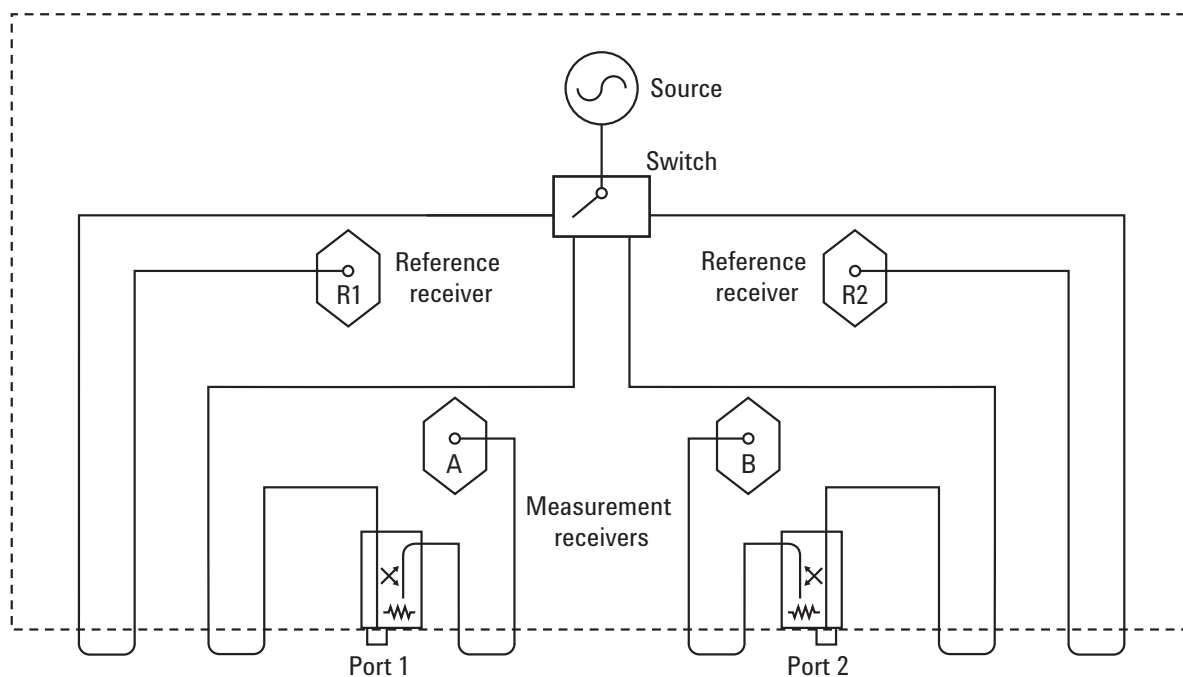 Source
Switch
Reference
receiver
R1
Reference
receiver
R2
A
B
Measurement
receivers
Port 1
Port 2